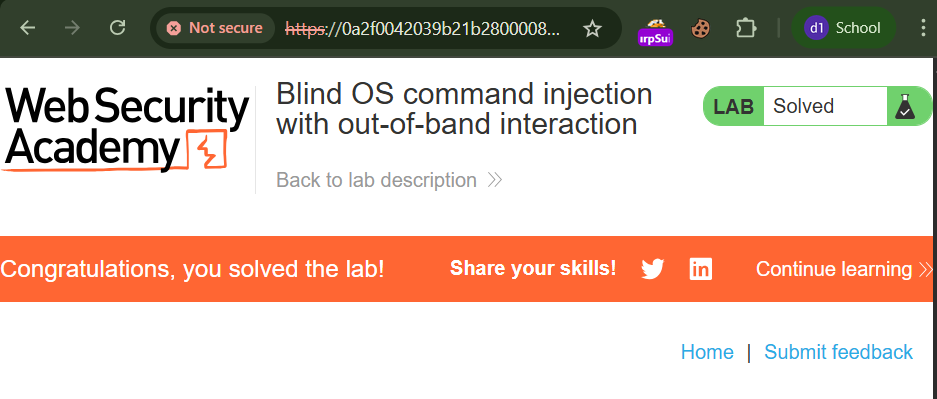 Not secure https://0a2f0042039b21b2800008...
d1 School
Web Security
Academy
Blind OS command injection
with out-of-band interaction
Back to lab description
LAB Solved
Congratulations, you solved the lab!
Share your skills!
Continue learning
Home | Submit feedback